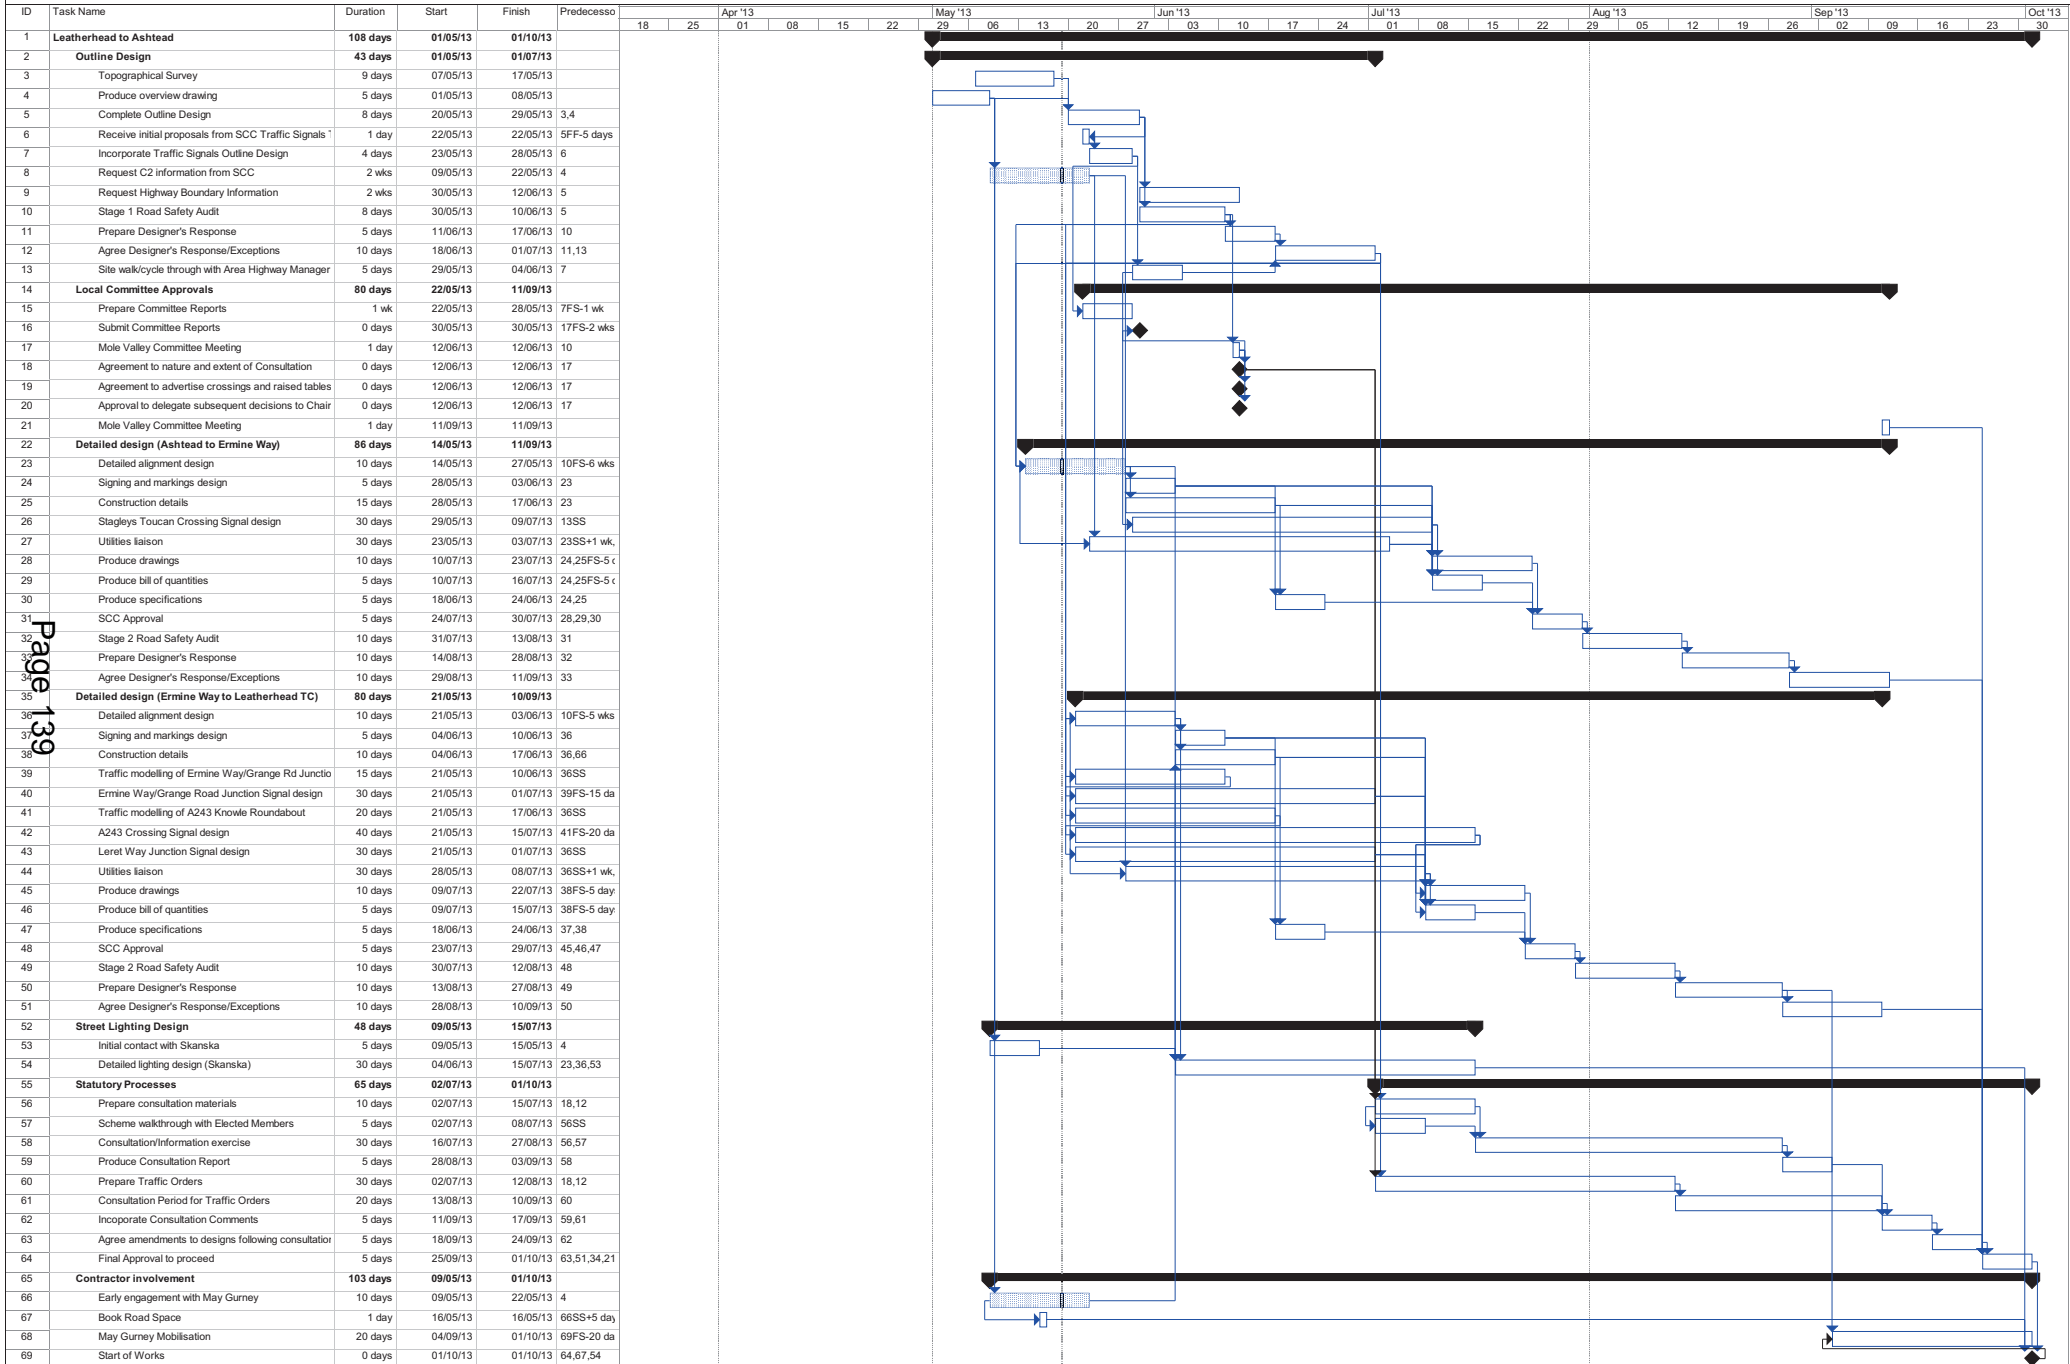 ID Task Name Duration Start Finish Predecesso
Apr '13 May '13 Jun '13 Jul '13 Aug '13 Sep '13 Oct '13
18 25 01 08 15 22 29 06 13 20 27 03 10 17 24 01 08 15 22 29 05 12 19 26 02 09 16 23 30
1 Leatherhead to Ashtead 108 days 01/05/13 01/10/13
2 Outline Design 43 days 01/05/13 01/07/13
3 Topographical Survey 9 days 07/05/13 17/05/13
4 Produce overview drawing 5 days 01/05/13 08/05/13
5 Complete Outline Design 8 days 20/05/13 29/05/13 3,4
6 Receive initial proposals from SCC Traffic Signals 1 day 22/05/13 22/05/13 5FF-5 days
7 Incorporate Traffic Signals Outline Design 4 days 23/05/13 28/05/13 6
8 Request C2 information from SCC 2 wks 09/05/13 22/05/13 4
9 Request Highway Boundary Information 2 wks 30/05/13 12/06/13 5
10 Stage 1 Road Safety Audit 8 days 30/05/13 10/06/13 5
11 Prepare Designer's Response 5 days 11/06/13 17/06/13 10
12 Agree Designer's Response/Exceptions 10 days 18/06/13 01/07/13 11,13
13 Site walk/cycle through with Area Highway Manager 5 days 29/05/13 04/06/13 7
14 Local Committee Approvals 80 days 22/05/13 11/09/13
15 Prepare Committee Reports 1 wk 22/05/13 28/05/13 7FS-1 wk
16 Submit Committee Reports 0 days 30/05/13 30/05/13 17FS-2 wks
17 Mole Valley Committee Meeting 1 day 12/06/13 12/06/13 10
18 Agreement to nature and extent of Consultation 0 days 12/06/13 12/06/13 17
19 Agreement to advertise crossings and raised tables 0 days 12/06/13 12/06/13 17
20 Approval to delegate subsequent decisions to Chair 0 days 12/06/13 12/06/13 17
21 Mole Valley Committee Meeting 1 day 11/09/13 11/09/13
22 Detailed design (Ashtead to Ermine Way) 86 days 14/05/13 11/09/13
23 Detailed alignment design 10 days 14/05/13 27/05/13 10FS-6 wks
24 Signing and markings design 5 days 28/05/13 03/06/13 23
25 Construction details 15 days 28/05/13 17/06/13 23
26 Stagleys Toucan Crossing Signal design 30 days 29/05/13 09/07/13 13SS
27 Utilities liaison 30 days 23/05/13 03/07/13 23SS+1 wk,
28 Produce drawings 10 days 10/07/13 23/07/13 24,25FS-5 d
29 Produce bill of quantities 5 days 10/07/13 16/07/13 24,25FS-5 d
30 Produce specifications 5 days 18/06/13 24/06/13 24,25
31 SCC Approval 5 days 24/07/13 30/07/13 28,29,30
32 Stage 2 Road Safety Audit 10 days 31/07/13 13/08/13 31
33 Prepare Designer's Response 10 days 14/08/13 28/08/13 32
34 Agree Designer's Response/Exceptions 10 days 29/08/13 11/09/13 33
35 Detailed design (Ermine Way to Leatherhead TC) 80 days 21/05/13 10/09/13
36 Detailed alignment design 10 days 21/05/13 03/06/13 10FS-5 wks
37 Signing and markings design 5 days 04/06/13 10/06/13 36
38 Construction details 10 days 04/06/13 17/06/13 36,66
39 Traffic modelling of Ermine Way/Grange Rd Junctio 15 days 21/05/13 10/06/13 36SS
40 Ermine Way/Grange Road Junction Signal design 30 days 21/05/13 01/07/13 39FS-15 da
41 Traffic modelling of A243 Knowle Roundabout 20 days 21/05/13 17/06/13 36SS
42 A243 Crossing Signal design 40 days 21/05/13 15/07/13 41FS-20 da
43 Leret Way Junction Signal design 30 days 21/05/13 01/07/13 36SS
44 Utilities liaison 30 days 28/05/13 08/07/13 36SS+1 wk,
45 Produce drawings 10 days 09/07/13 22/07/13 38FS-5 day
46 Produce bill of quantities 5 days 09/07/13 15/07/13 38FS-5 day
47 Produce specifications 5 days 18/06/13 24/06/13 37,38
48 SCC Approval 5 days 23/07/13 29/07/13 45,46,47
49 Stage 2 Road Safety Audit 10 days 30/07/13 12/08/13 48
50 Prepare Designer's Response 10 days 13/08/13 27/08/13 49
51 Agree Designer's Response/Exceptions 10 days 28/08/13 10/09/13 50
52 Street Lighting Design 48 days 09/05/13 15/07/13
53 Initial contact with Skanska 5 days 09/05/13 15/05/13 4
54 Detailed lighting design (Skanska) 30 days 04/06/13 15/07/13 23,36,53
55 Statutory Processes 65 days 02/07/13 01/10/13
56 Prepare consultation materials 10 days 02/07/13 15/07/13 18,12
57 Scheme walkthrough with Elected Members 5 days 02/07/13 08/07/13 56SS
58 Consultation/Information exercise 30 days 16/07/13 27/08/13 56,57
59 Produce Consultation Report 5 days 28/08/13 03/09/13 58
60 Prepare Traffic Orders 30 days 02/07/13 12/08/13 18,12
61 Consultation Period for Traffic Orders 20 days 13/08/13 10/09/13 60
62 Incoporate Consultation Comments 5 days 11/09/13 17/09/13 59,61
63 Agree amendments to designs following consultation 5 days 18/09/13 24/09/13 62
64 Final Approval to proceed 5 days 25/09/13 01/10/13 63,51,34,21
65 Contractor involvement 103 days 09/05/13 01/10/13
66 Early engagement with May Gurney 10 days 09/05/13 22/05/13 4
67 Book Road Space 1 day 16/05/13 16/05/13 66SS+5 day
68 May Gurney Mobilisation 20 days 04/09/13 01/10/13 69FS-20 da
69 Start of Works 0 days 01/10/13 01/10/13 64,67,54
Page 139